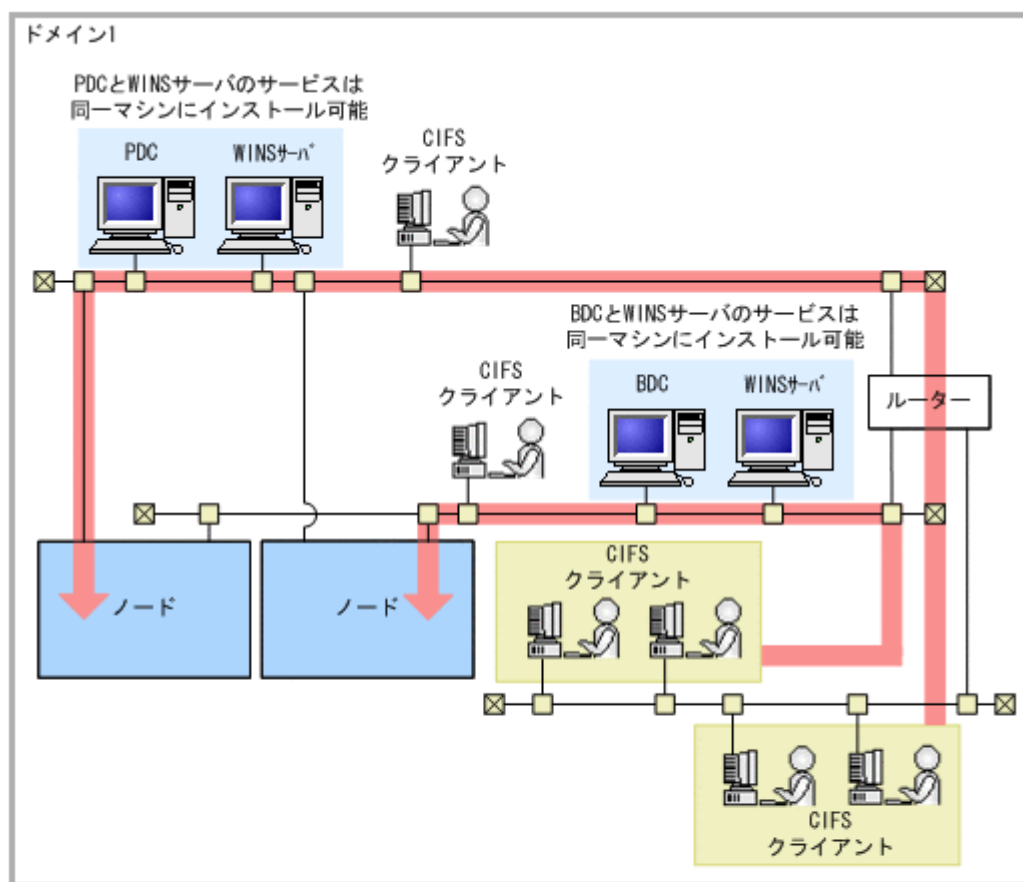 ドメイン1
PDCとWINSサーバのサービスは
同一マシンにインストール可能
PDC
WINSｻｰﾊﾞ
CIFS
クライアント
BDCとWINSサーバのサービスは
同一マシンにインストール可能
CIFS
クライアント
BDC
WINSｻｰﾊﾞ
ルーター
CIFS
クライアント
ノード
ノード
CIFS
クライアント